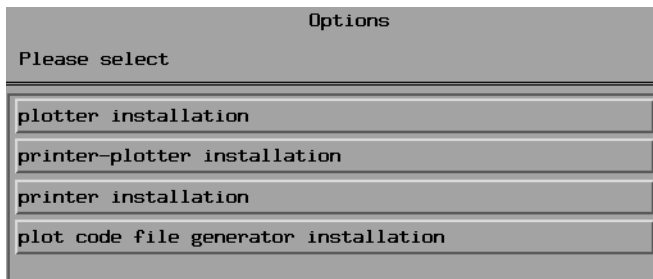 Options
Please select
plotter installation
printer-plotter installation
printer installation
plot code file generator installation